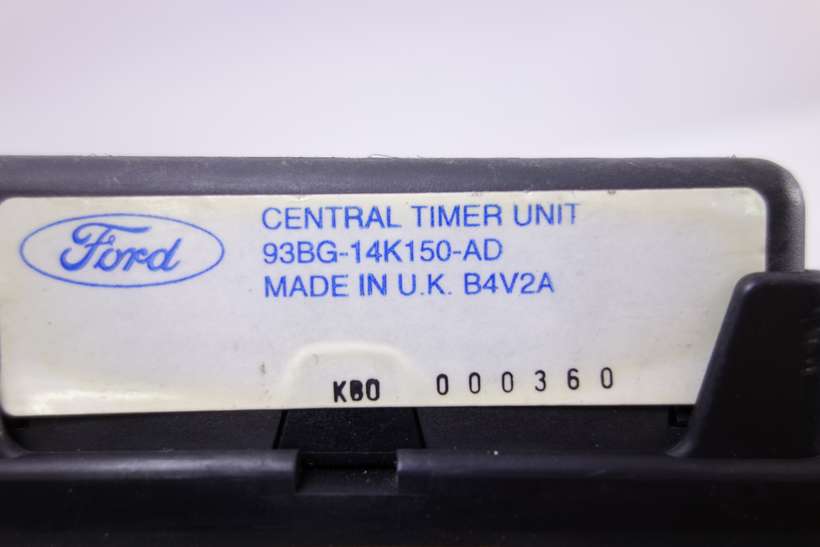 Ford
CENTRAL TIMER UNIT
93BG-14K150-AD
MADE IN U.K. B4V2A
K80 000360